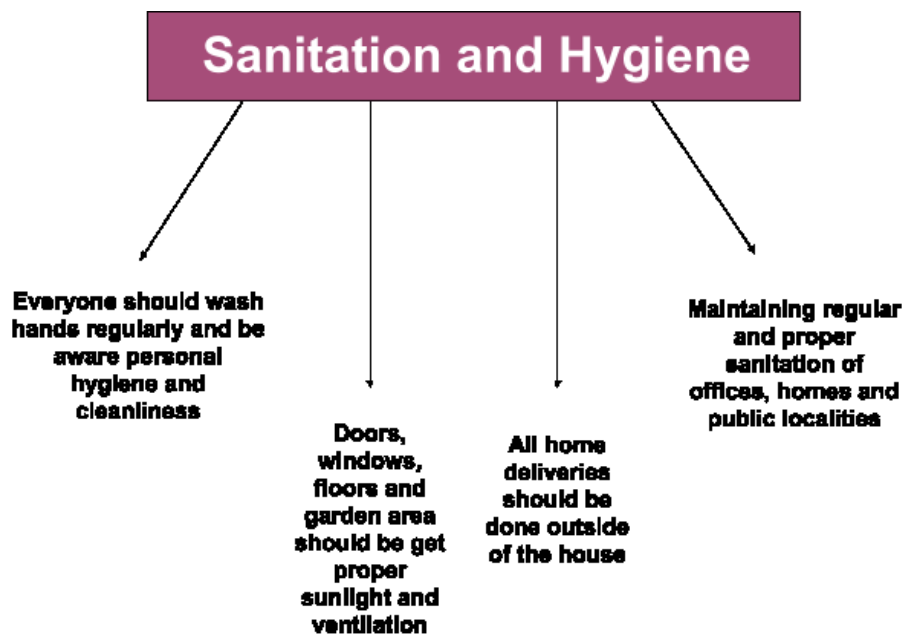 Sanitation and Hygiene
Everyone should wash
hands regularly and be
aware personal
hygiene and
cleanliness
Doors,
windows,
floors and
garden area
should be get
proper
sunlight and
ventilation
All home
deliveries
should be
done outside
of the house
Maintaining regular
and proper
sanitation of
offices, homes and
public localities